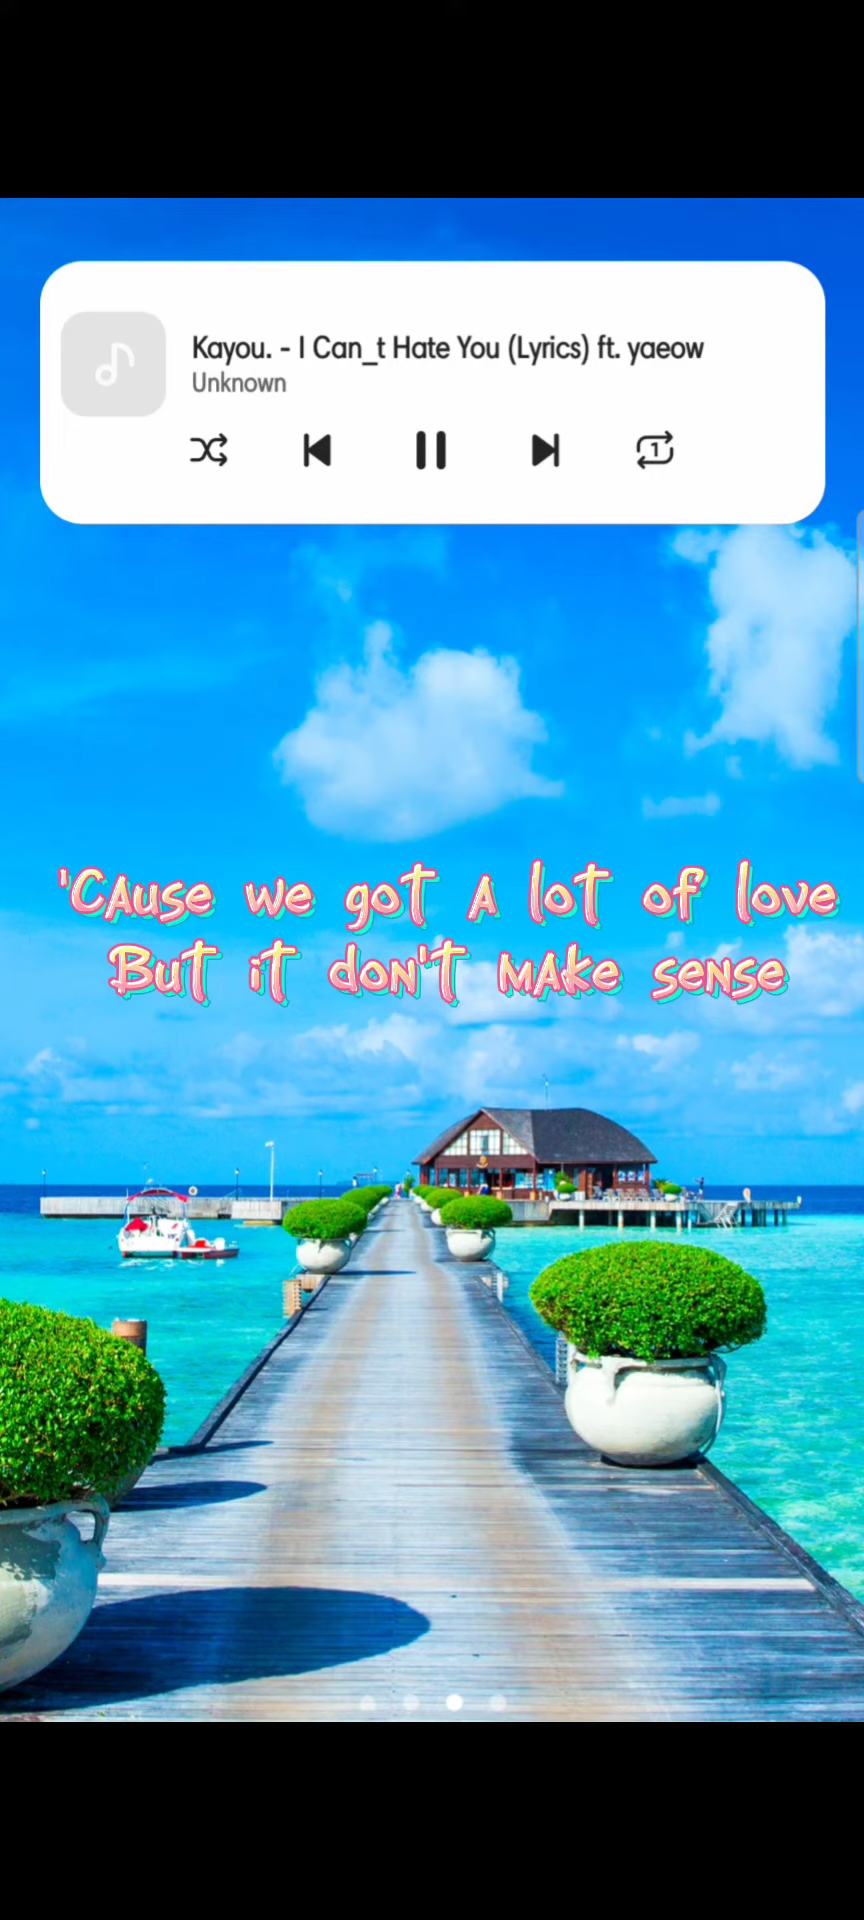 Kayou. - I Can_t Hate You (Lyrics) ft. yaeow
Unknown
1
'Cause we got a lot of love
But it don't make sense